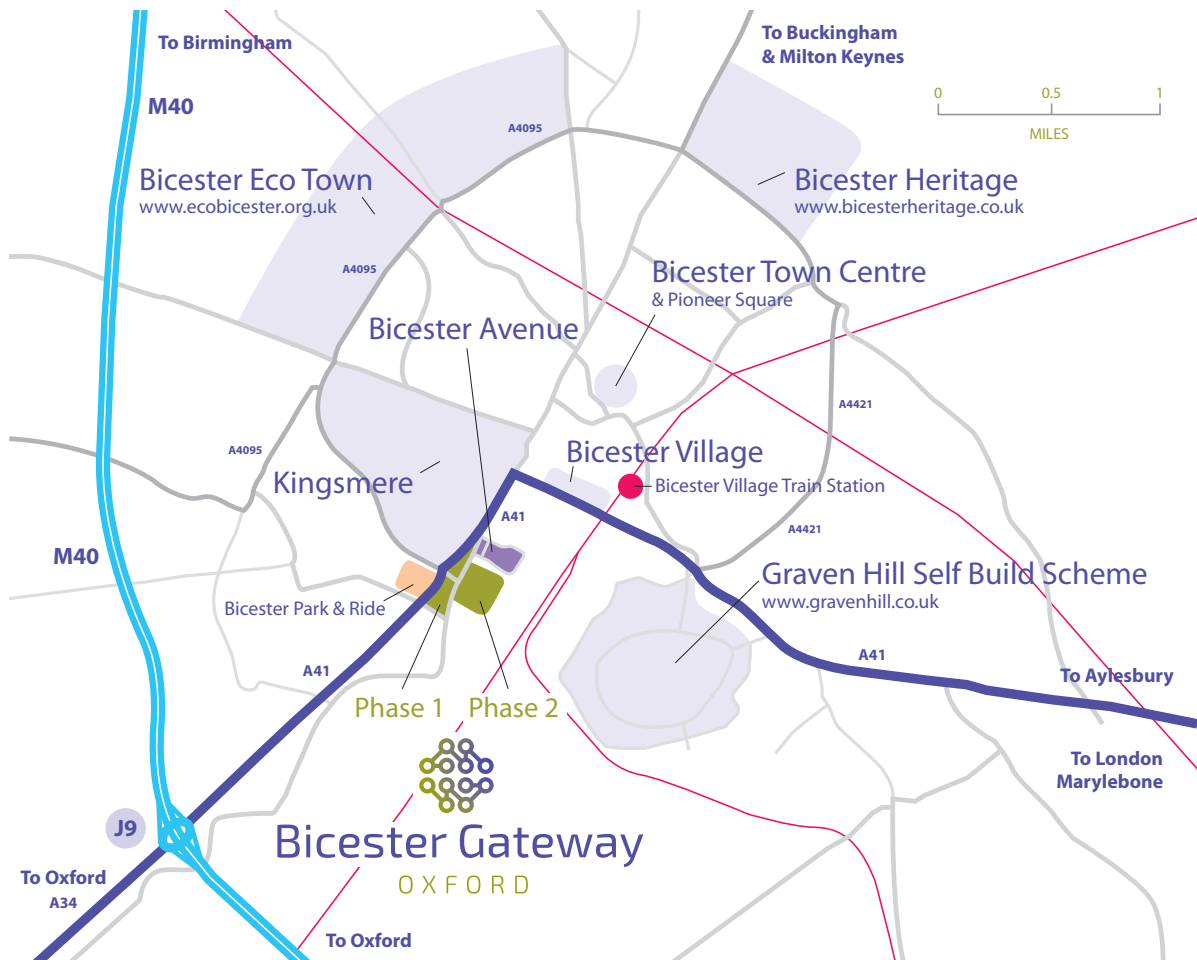 To Birmingham
M40
To Buckingham
& Milton Keynes
0 0.5 1
MILES
A4095
Bicester Eco Town
www.ecobicester.org.uk
Bicester Heritage
www.bicesterheritage.co.uk
A4095
Bicester Town Centre
& Pioneer Square
Bicester Avenue
A4421
A4095
Bicester Village
Kingsmere
Bicester Village Train Station
A41
A4421
M40
Graven Hill Self Build Scheme
www.gravenhill.co.uk
Bicester Park & Ride
A41
A41
To Aylesbury
Phase 1
Phase 2
To London
Marylebone
J9
Bicester Gateway
OXFORD
To Oxford
A34
To Oxford